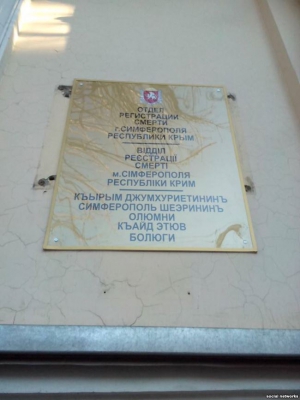 ОТДЕЛ
РЕГИСТРАЦИИ
СМЕРТИ
г.СИМФЕРОПОЛЯ
РЕСПУБЛИКИ КРЫМ
ВІДДІЛ
РЕЄСТРАЦІЇ
СМЕРТІ
м.СІМФЕРОПОЛЯ
РЕСПУБЛІКИ КРИМ
КЪЫРЫМ ДЖУМХУРИЕТИНИНЪ
СИМФЕРОПОЛЬ ШЕЭРИНИНЪ
ОЛЮМНИ
КЪАЙД ЭТЮВ
БОЛЮГИ
social networks